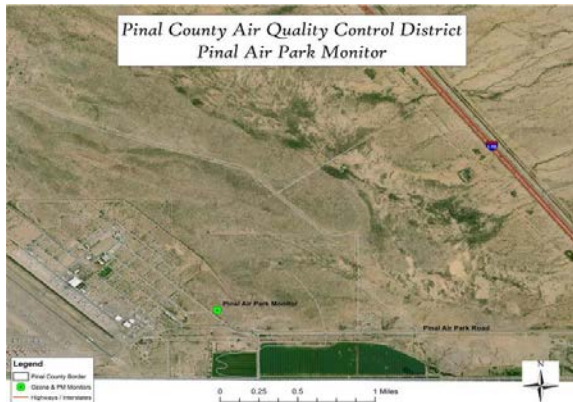 Pinal County Air Quality Control District
Pinal Air Park Monitor
I-10
Pinal Air Park Monitor
Pinal Air Park Road
Legend
Pinal County Border
Ozone & PM Monitors
Highways / Interstates
0 0.25 0.5 1 Miles
N